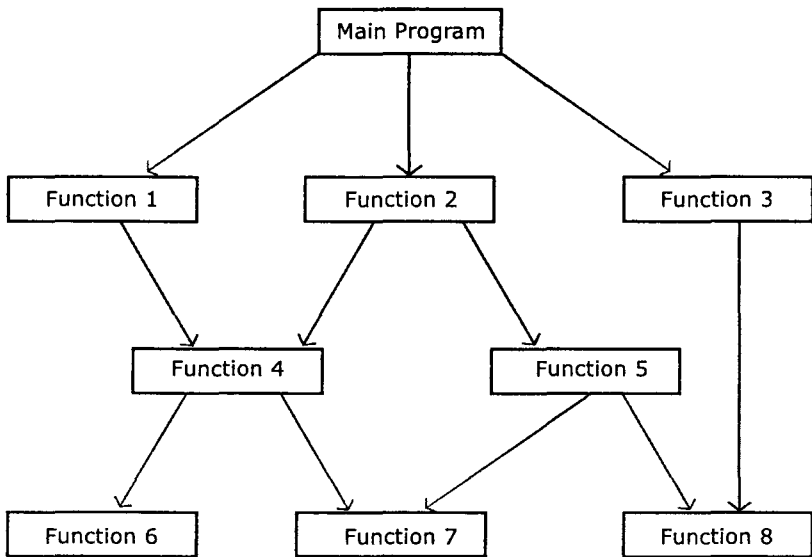 Main Program
Function 1
Function 2
Function 3
Function 4
Function 5
Function 6
Function 7
Function 8